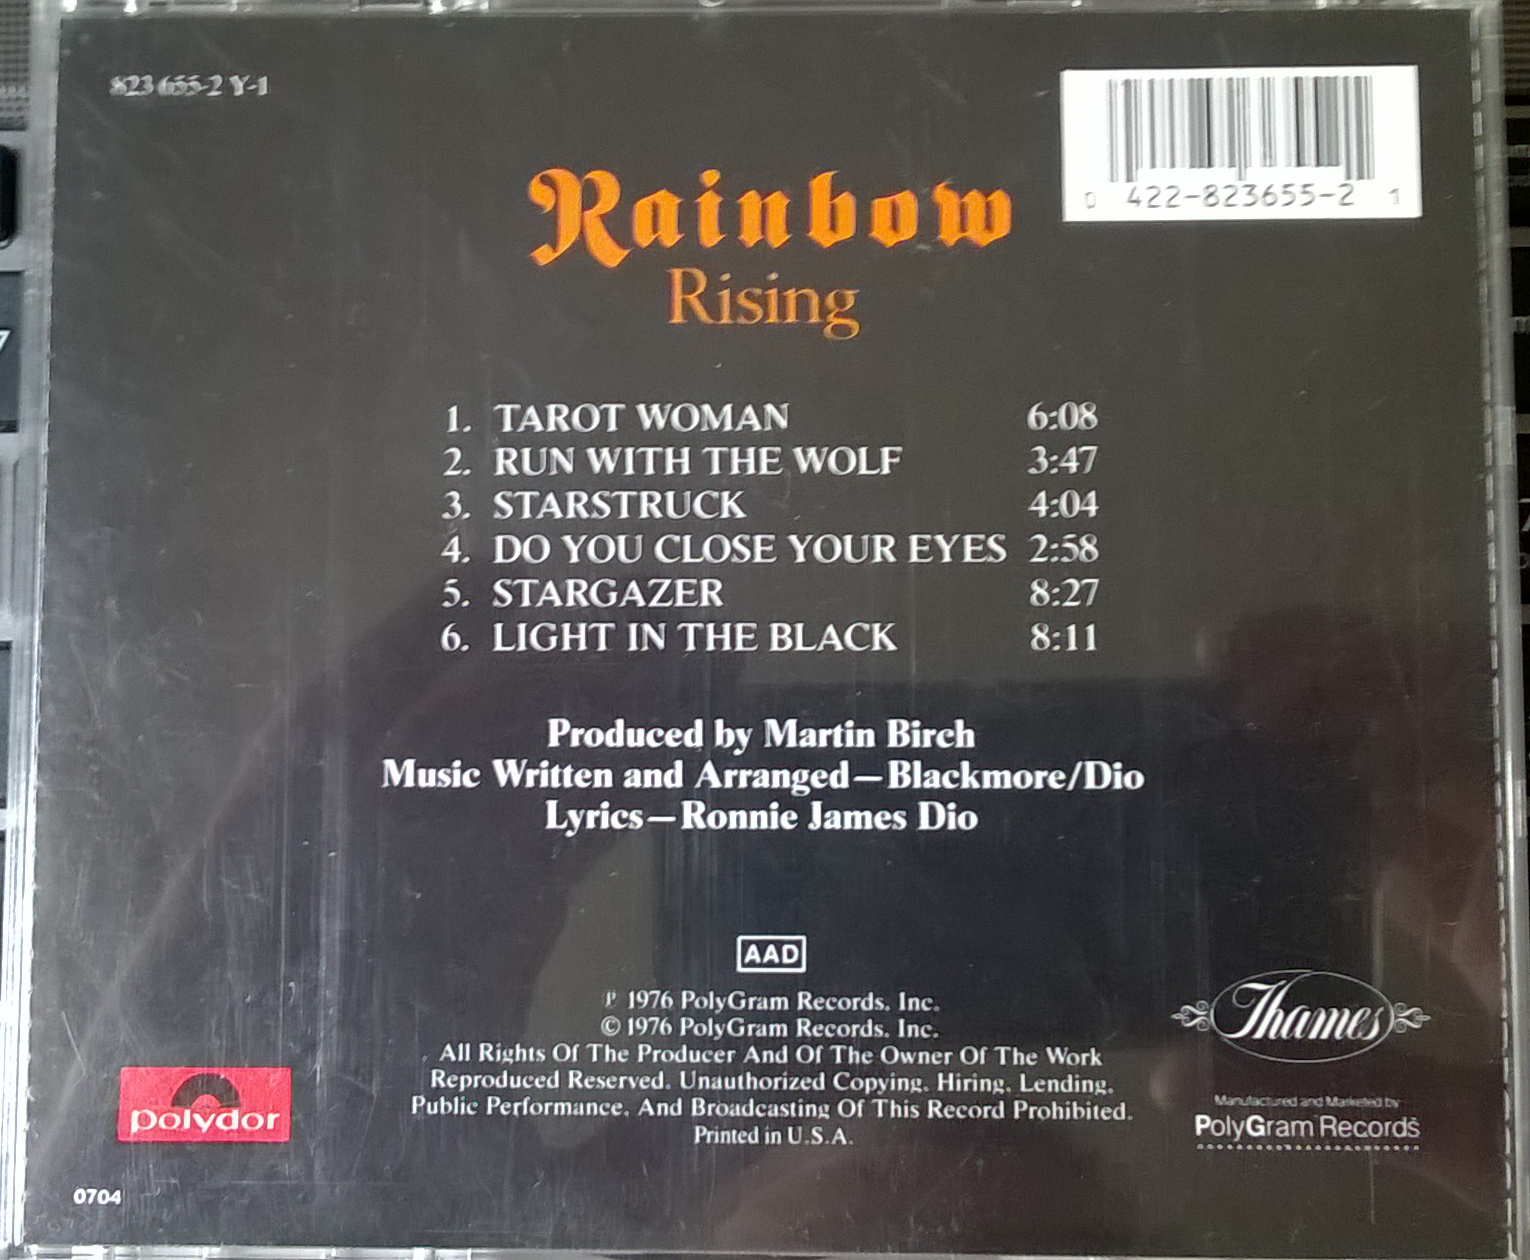 823 655-2 Y-1
0 422-823655-2 1
Rainbow
Rising
1. TAROT WOMAN 6:08
2. RUN WITH THE WOLF 3:47
3. STARSTRUCK 4:04
4. DO YOU CLOSE YOUR EYES 2:58
5. STARGAZER 8:27
6. LIGHT IN THE BLACK 8:11
Produced by Martin Birch
Music Written and Arranged—Blackmore/Dio
Lyrics—Ronnie James Dio
AAD
℗ 1976 PolyGram Records, Inc.
© 1976 PolyGram Records, Inc.
All Rights Of The Producer And Of The Owner Of The Work
Reproduced Reserved. Unauthorized Copying, Hiring, Lending,
Public Performance, And Broadcasting Of This Record Prohibited.
Printed in U.S.A.
Thames
Manufactured and Marketed by
PolyGram Records
polydor
0704